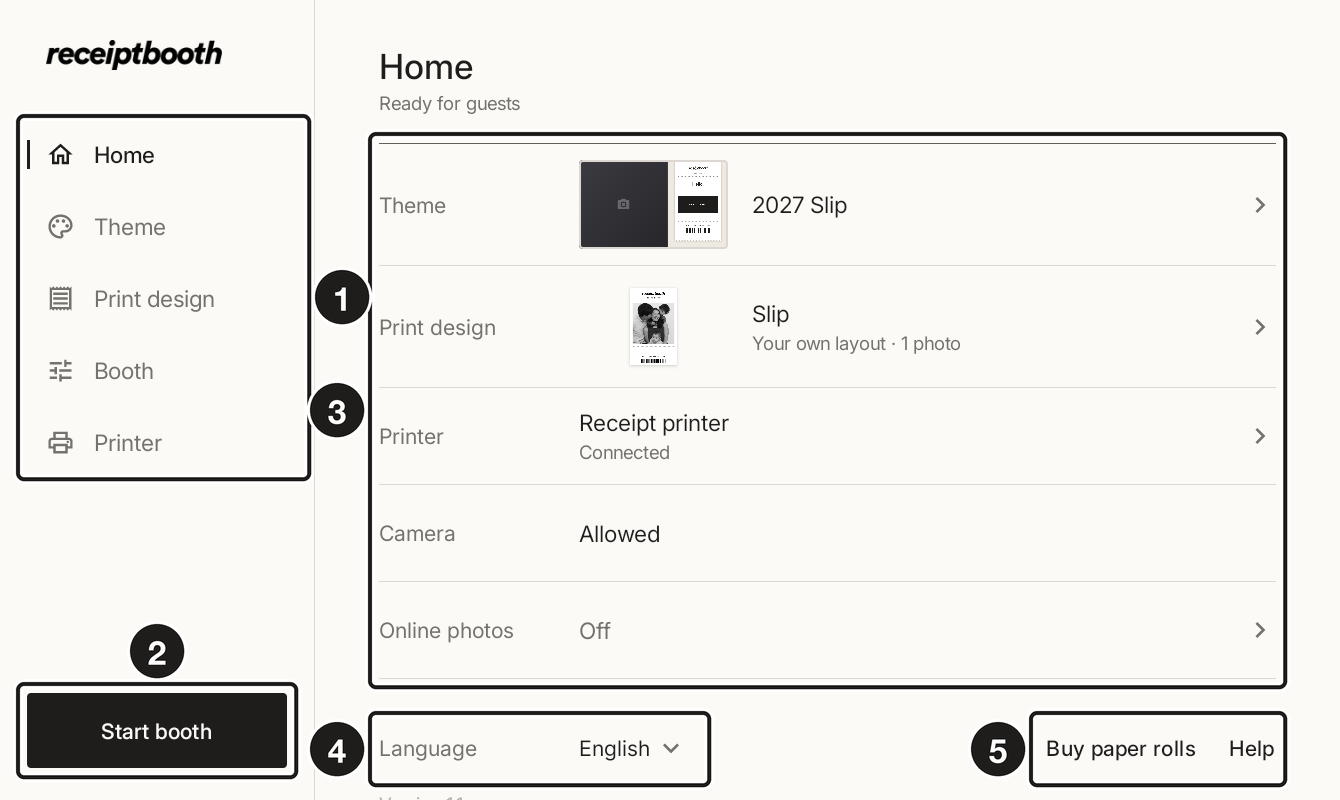 receiptbooth
Home
Theme
Print design
Booth
Printer
2
Start booth
Home
Ready for guests
1
3
Theme
2027 Slip
Print design
Slip
Your own layout · 1 photo
Printer
Receipt printer
Connected
Camera
Allowed
Online photos
Off
4
Language
English
5
Buy paper rolls
Help